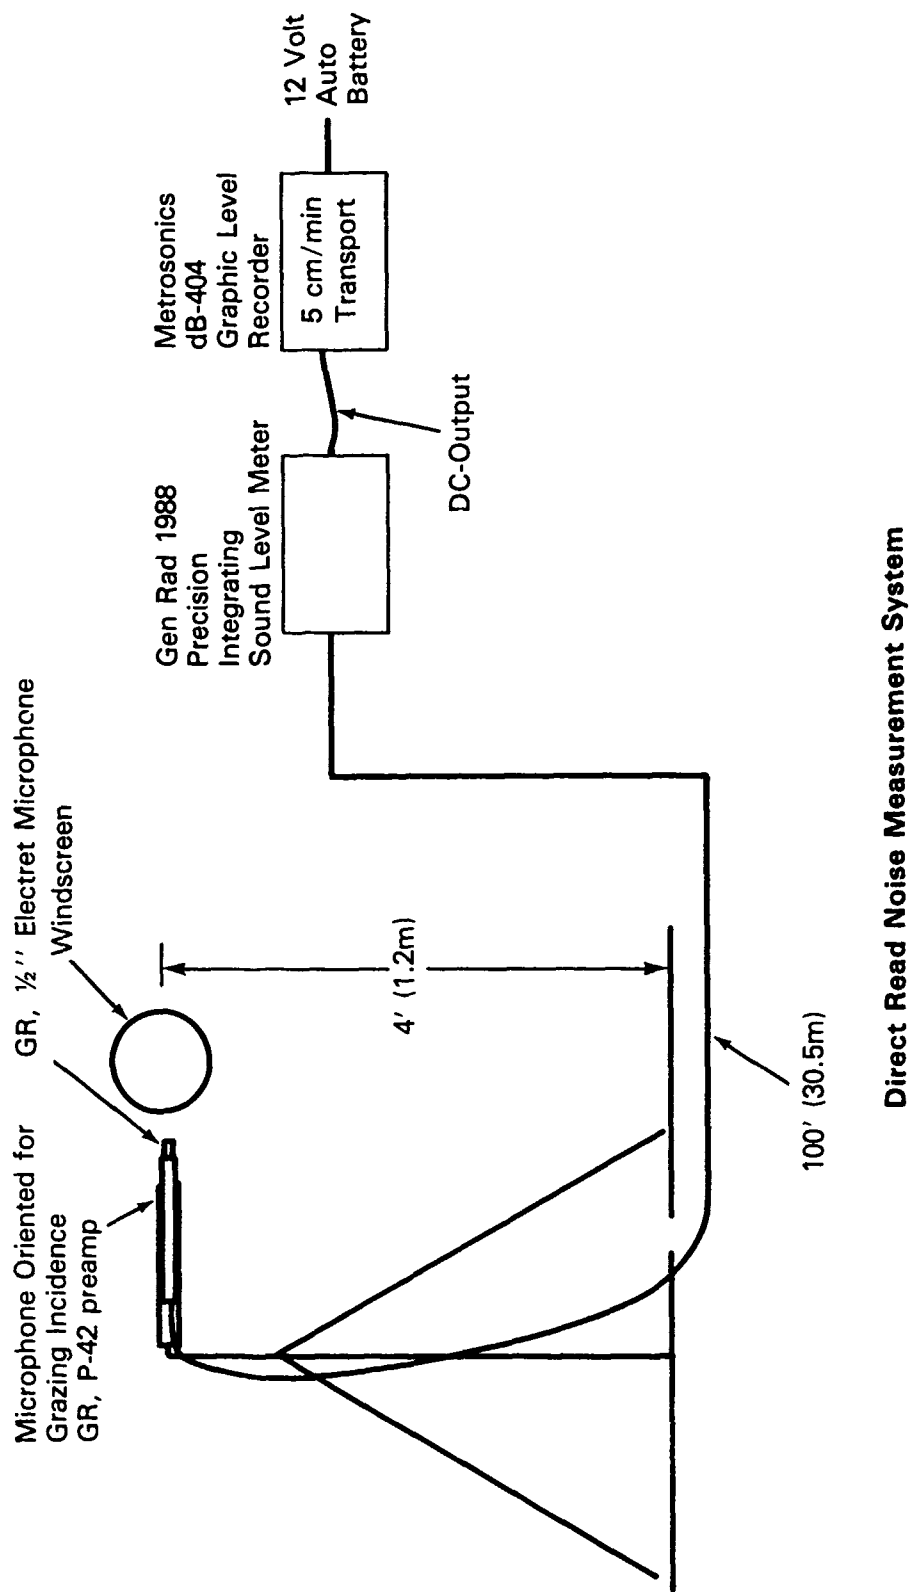 Microphone Oriented for
Grazing Incidence
GR, P-42 preamp
GR, ½'' Electret Microphone
Windscreen
4' (1.2m)
100' (30.5m)
Gen Rad 1988
Precision
Integrating
Sound Level Meter
DC-Output
Metrosonics
dB-404
Graphic Level
Recorder
5 cm/min
Transport
12 Volt
Auto
Battery
Direct Read Noise Measurement System